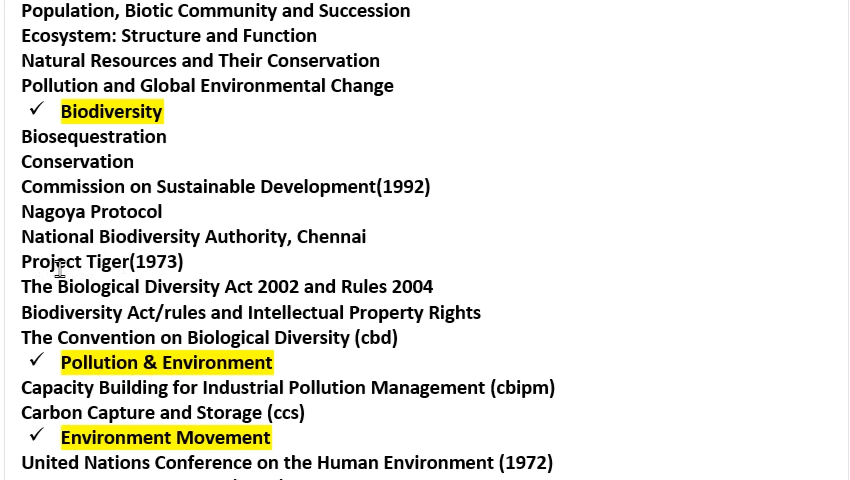 Population, Biotic Community and Succession
Ecosystem: Structure and Function
Natural Resources and Their Conservation
Pollution and Global Environmental Change
✓ Biodiversity
Biosequestration
Conservation
Commission on Sustainable Development(1992)
Nagoya Protocol
National Biodiversity Authority, Chennai
Project Tiger(1973)
The Biological Diversity Act 2002 and Rules 2004
Biodiversity Act/rules and Intellectual Property Rights
The Convention on Biological Diversity (cbd)
✓ Pollution & Environment
Capacity Building for Industrial Pollution Management (cbipm)
Carbon Capture and Storage (ccs)
✓ Environment Movement
United Nations Conference on the Human Environment (1972)